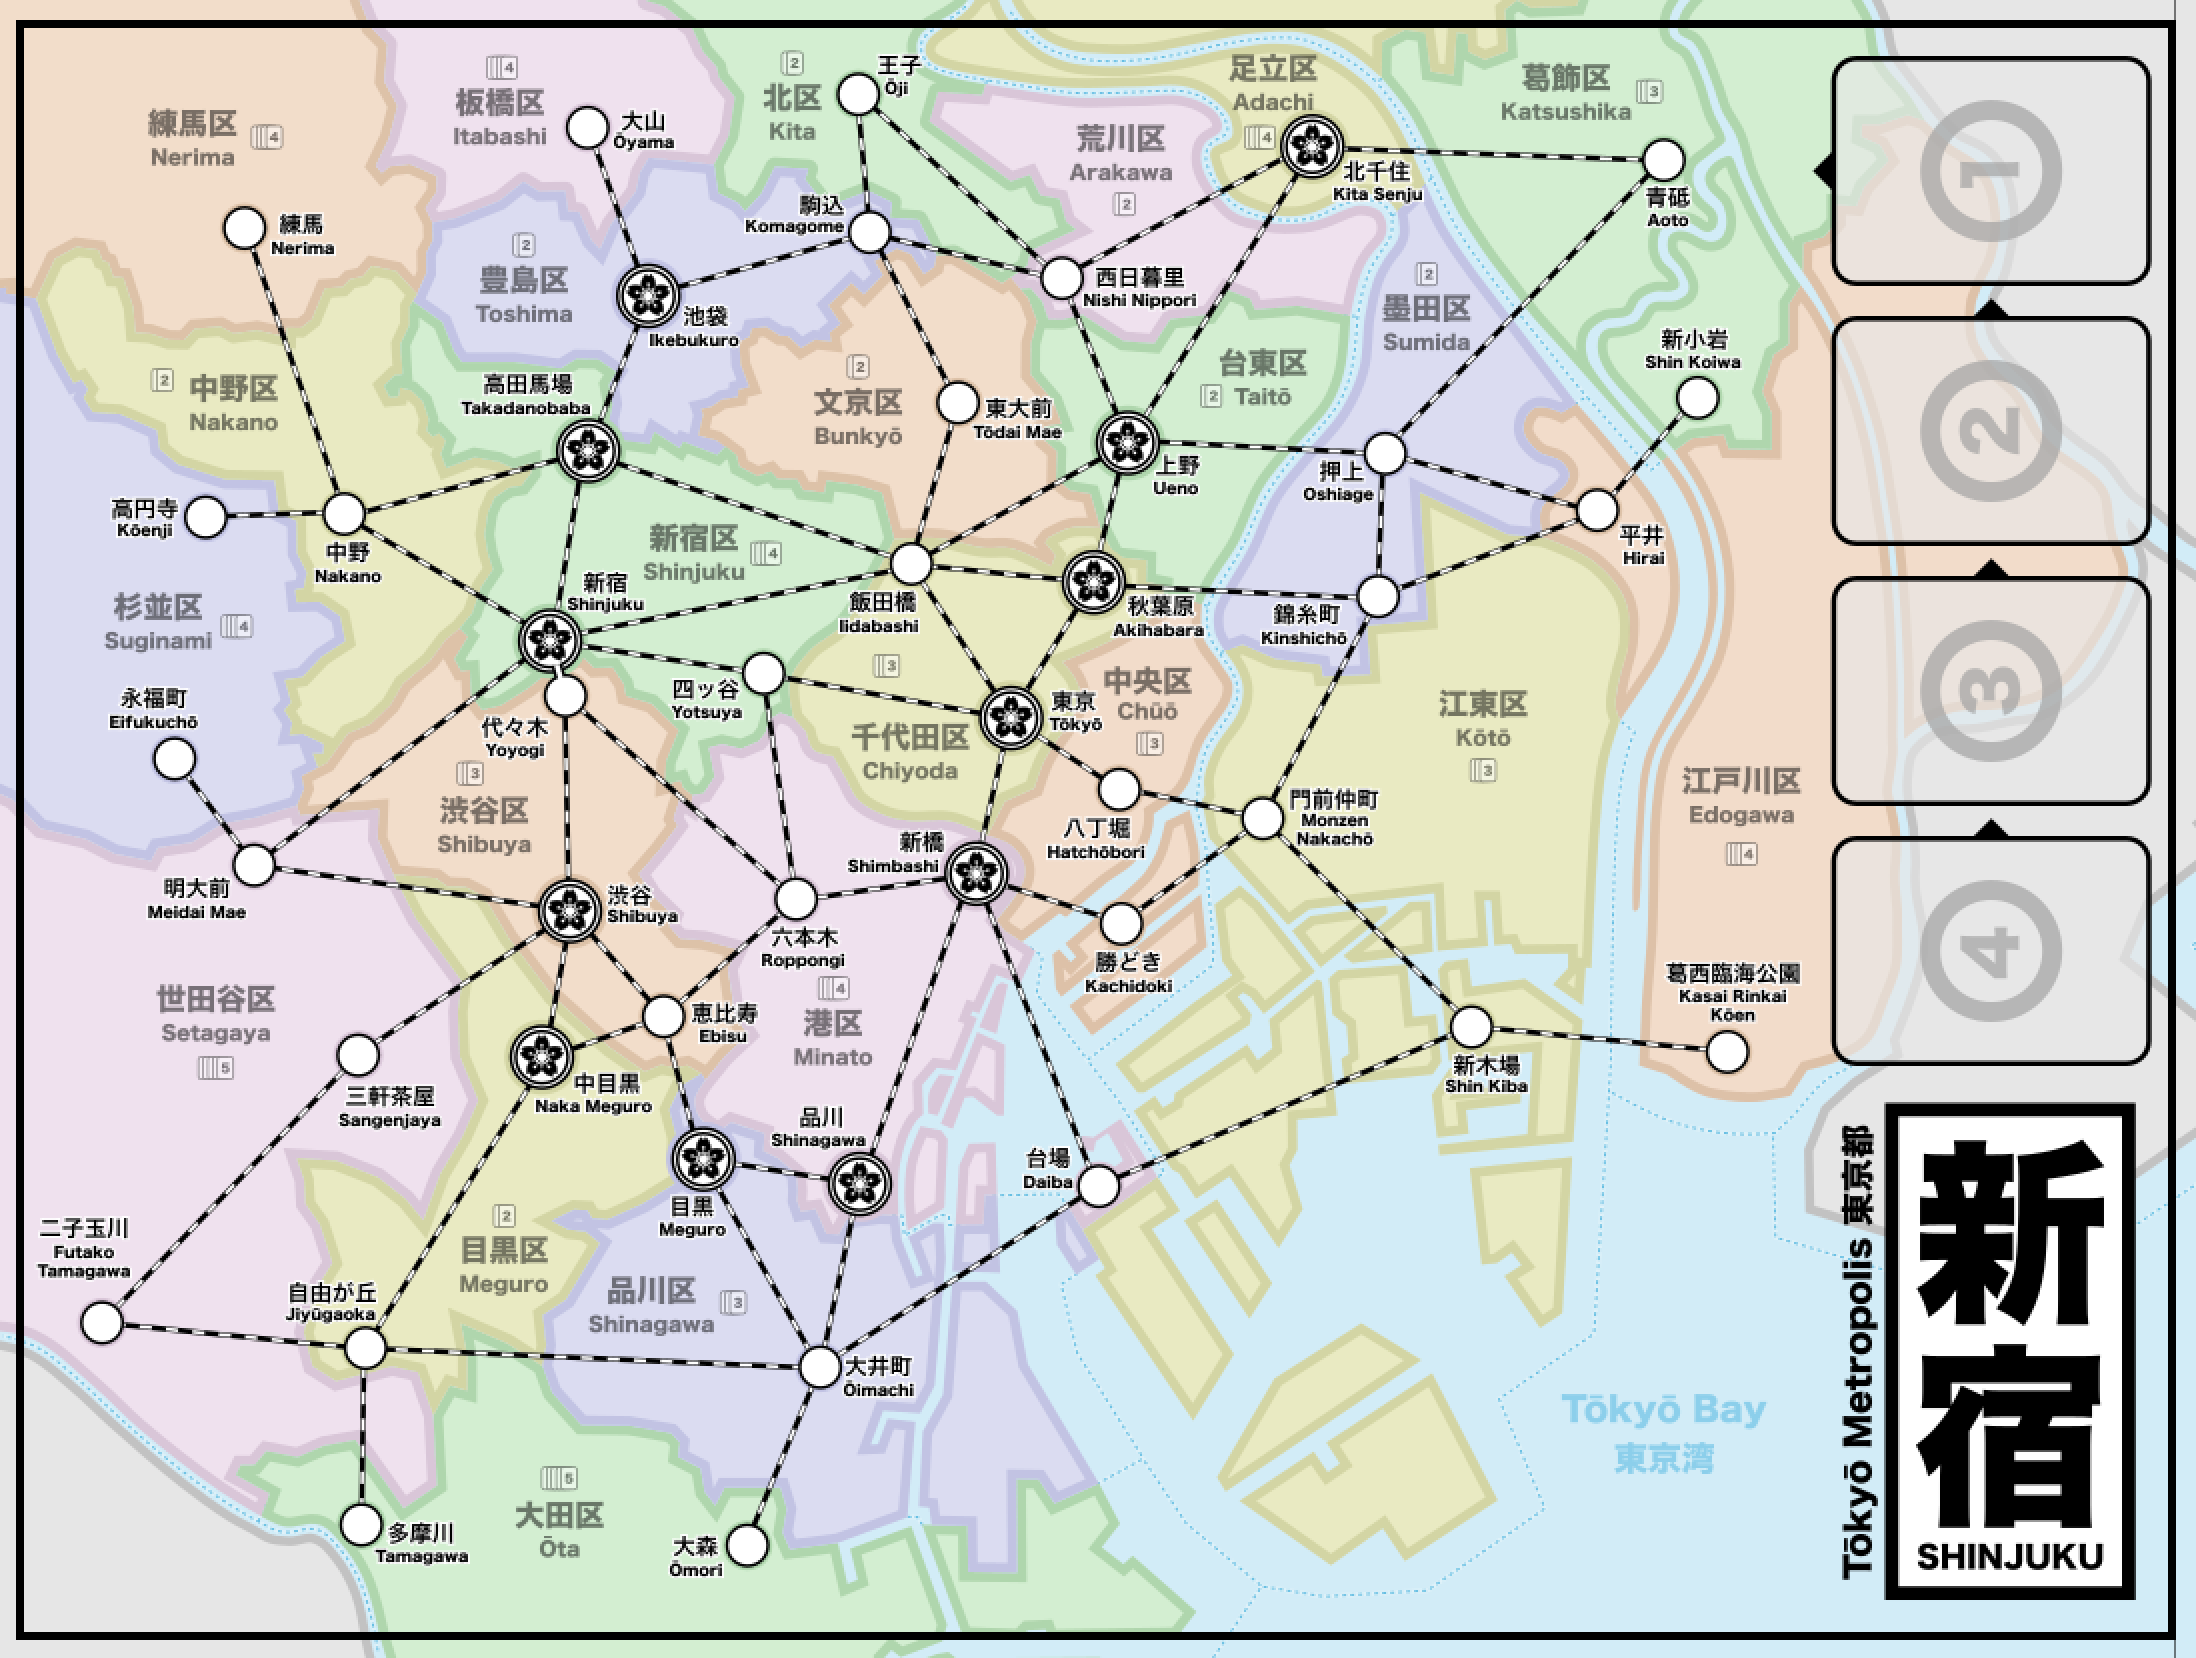 練馬区
4
Nerima
板橋区
4
Itabashi
北区
2
Kita
荒川区
Arakawa
2
足立区
Adachi
4
葛飾区
3
Katsushika
豊島区
2
Toshima
中野区
2
Nakano
文京区
2
Bunkyō
台東区
2
Taitō
墨田区
2
Sumida
杉並区
4
Suginami
新宿区
4
Shinjuku
3
千代田区
Chiyoda
中央区
Chūō
3
江東区
Kōtō
3
江戸川区
Edogawa
4
渋谷区
3
Shibuya
世田谷区
Setagaya
5
港区
4
Minato
目黒区
2
Meguro
品川区
3
Shinagawa
大田区
5
Ōta
王子
Ōji
大山
Ōyama
練馬
Nerima
駒込
Komagome
池袋
Ikebukuro
西日暮里
Nishi Nippori
北千住
Kita Senju
青砥
Aoto
新小岩
Shin Koiwa
高田馬場
Takadanobaba
東大前
Tōdai Mae
上野
Ueno
押上
Oshiage
平井
Hirai
高円寺
Kōenji
中野
Nakano
新宿
Shinjuku
飯田橋
Iidabashi
秋葉原
Akihabara
錦糸町
Kinshichō
永福町
Eifukuchō
代々木
Yoyogi
四ッ谷
Yotsuya
東京
Tōkyō
八丁堀
Hatchōbori
門前仲町
Monzen
Nakachō
明大前
Meidai Mae
渋谷
Shibuya
六本木
Roppongi
新橋
Shimbashi
勝どき
Kachidoki
葛西臨海公園
Kasai Rinkai
Kōen
三軒茶屋
Sangenjaya
中目黒
Naka Meguro
恵比寿
Ebisu
新木場
Shin Kiba
品川
Shinagawa
目黒
Meguro
台場
Daiba
二子玉川
Futako
Tamagawa
自由が丘
Jiyūgaoka
大井町
Ōimachi
多摩川
Tamagawa
大森
Ōmori
Tōkyō Bay
東京湾
1
2
3
4
Tōkyō Metropolis 東京都
新宿
SHINJUKU